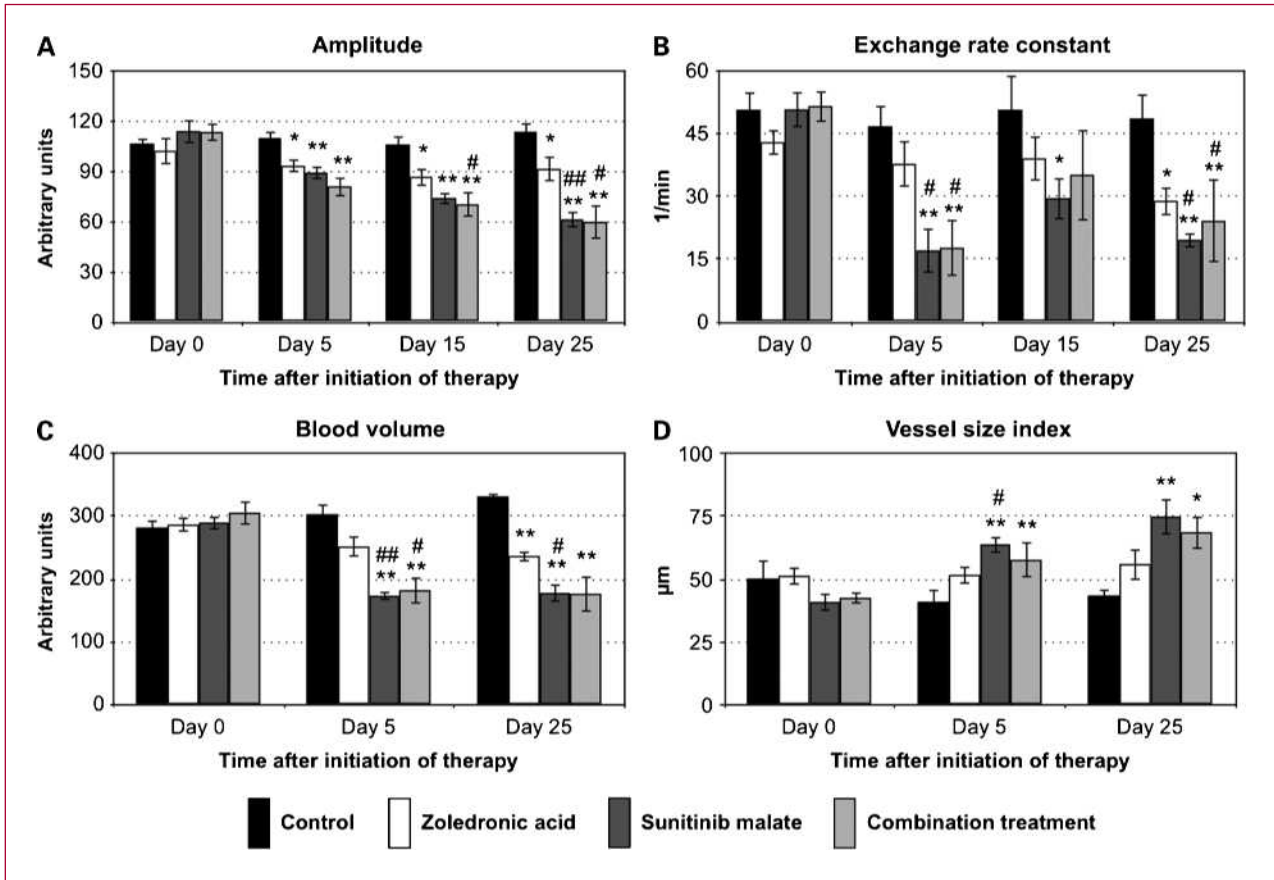 A Amplitude
150
120
90
60
30
0
Arbitrary units
* ** **
* ** # **
* ## ** # **
Day 0 Day 5 Day 15 Day 25
Time after initiation of therapy
B Exchange rate constant
60
45
30
15
0
1/min
# ** # **
*
* # ** # **
Day 0 Day 5 Day 15 Day 25
Time after initiation of therapy
C Blood volume
400
300
200
100
0
Arbitrary units
## ** # **
** # ** **
Day 0 Day 5 Day 25
Time after initiation of therapy
D Vessel size index
100
75
50
25
0
µm
# ** **
** *
Day 0 Day 5 Day 25
Time after initiation of therapy
Control Zoledronic acid Sunitinib malate Combination treatment